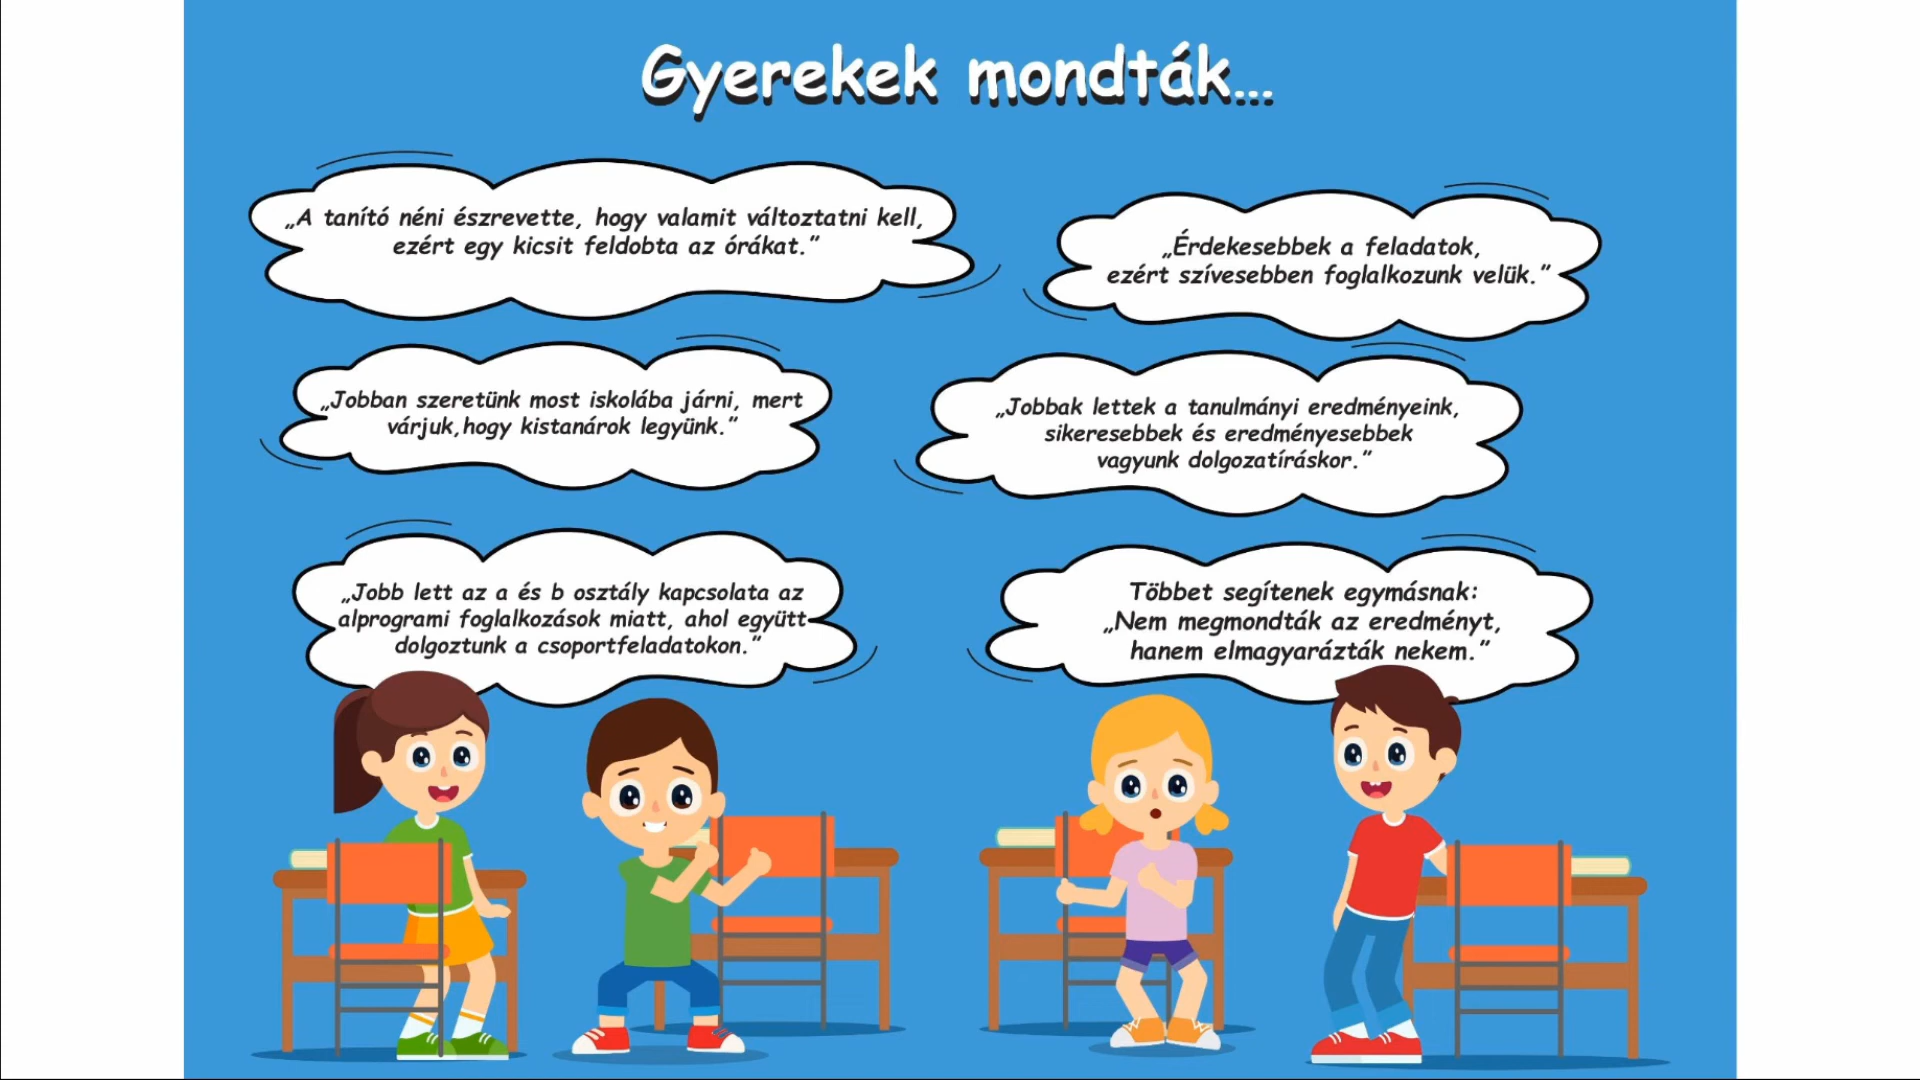 Gyerekek mondták...
„A tanító néni észrevette, hogy valamit változtatni kell,
ezért egy kicsit feldobta az órákat.”
„Érdekesebbek a feladatok,
ezért szívesebben foglalkozunk velük.”
„Jobban szeretünk most iskolába járni, mert
várjuk,hogy kistanárok legyünk.”
„Jobbak lettek a tanulmányi eredményeink,
sikeresebbek és eredményesebbek
vagyunk dolgozatíráskor.”
„Jobb lett az a és b osztály kapcsolata az
alprogrami foglalkozások miatt, ahol együtt
dolgoztunk a csoportfeladatokon.”
Többet segítenek egymásnak:
„Nem megmondták az eredményt,
hanem elmagyarázták nekem.”